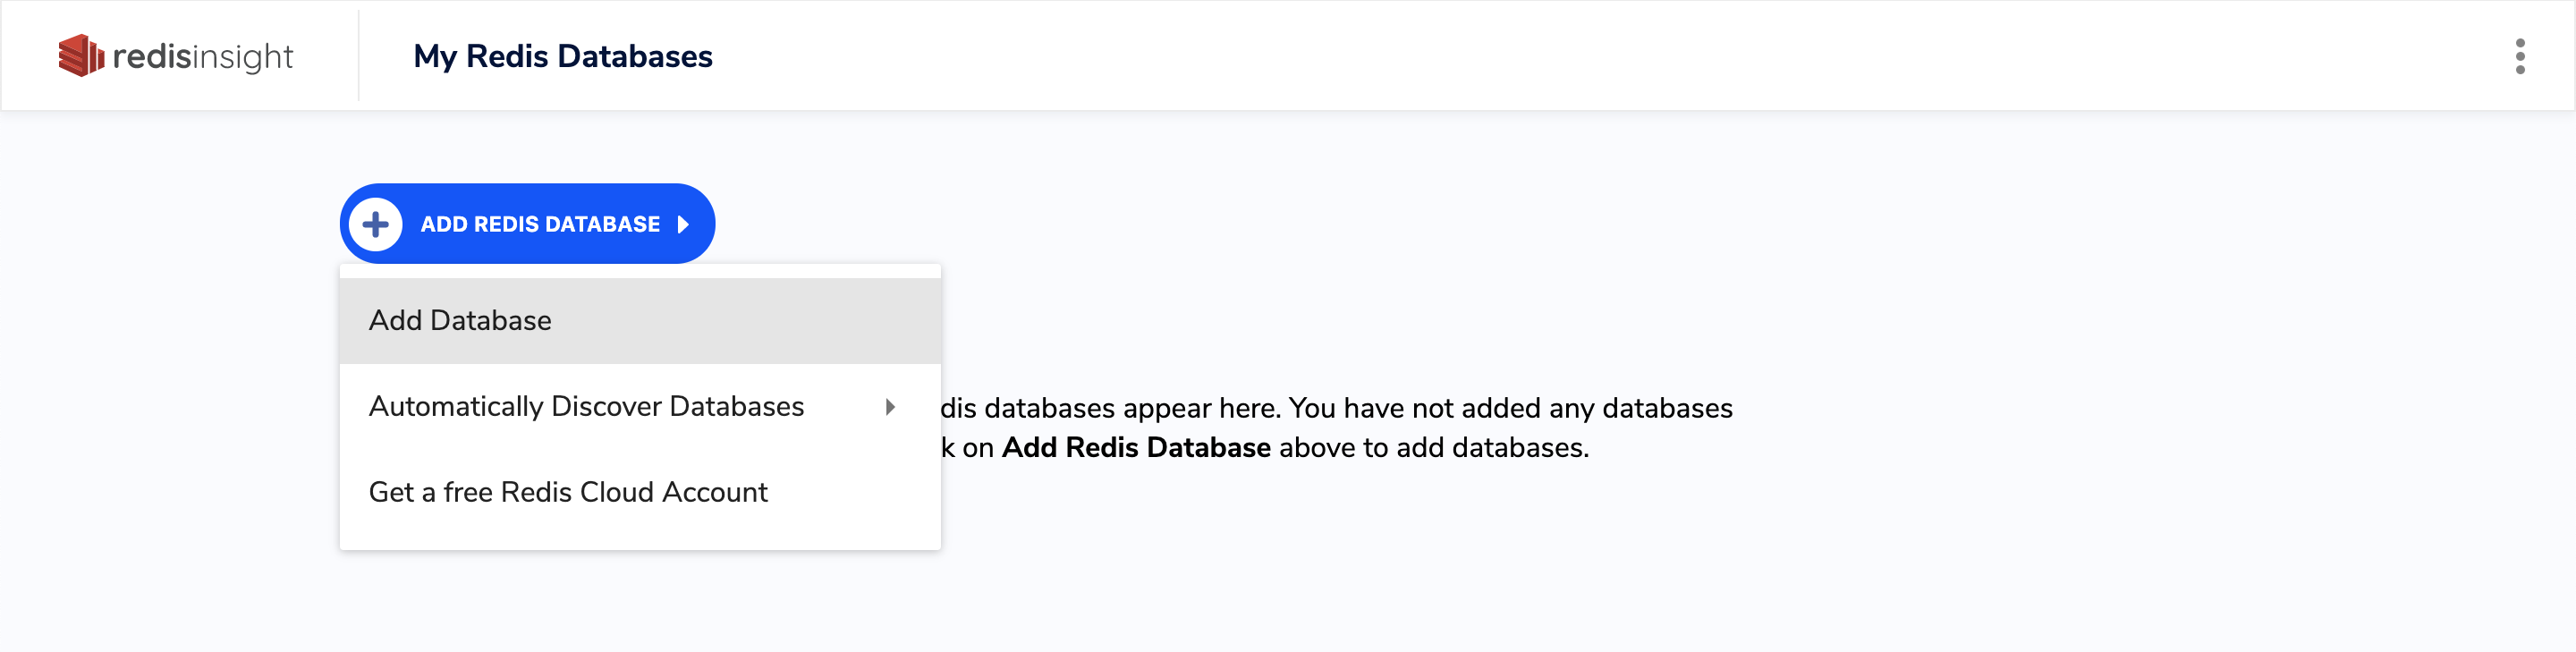 redisinsight
My Redis Databases
ADD REDIS DATABASE
Add Database
Automatically Discover Databases
dis databases appear here. You have not added any databases
k on Add Redis Database above to add databases.
Get a free Redis Cloud Account